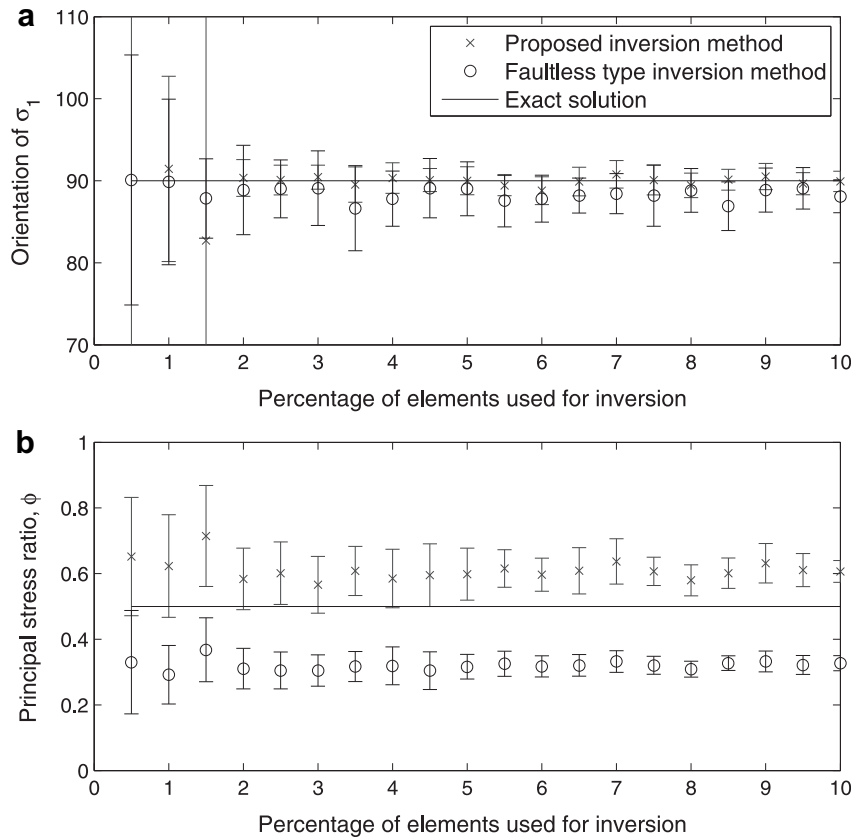 a
110
100
90
80
70
Orientation of σ1
Proposed inversion method
Faultless type inversion method
Exact solution
0 1 2 3 4 5 6 7 8 9 10
Percentage of elements used for inversion
b
1
0.8
0.6
0.4
0.2
0
Principal stress ratio, ϕ
0 1 2 3 4 5 6 7 8 9 10
Percentage of elements used for inversion